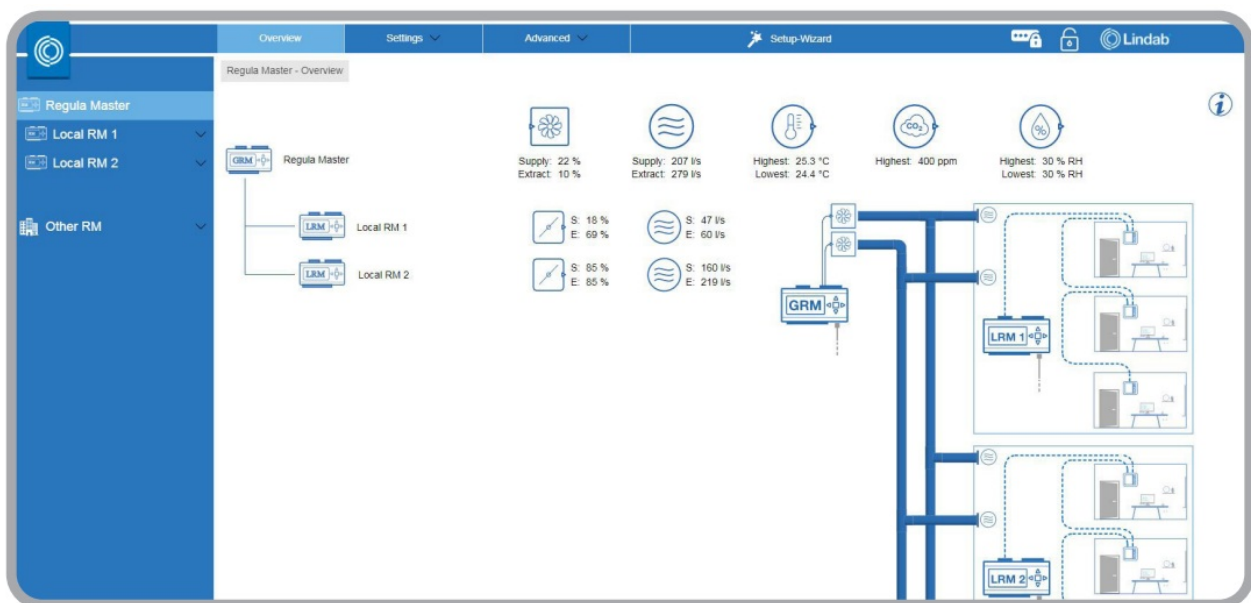 Overview
Settings
Advanced
Setup-Wizard
Lindab
Regula Master
Local RM 1
Local RM 2
Other RM
Regula Master - Overview
Supply: 22 %
Extract: 10 %
Supply: 207 l/s
Extract: 279 l/s
Highest: 25.3 °C
Lowest: 24.4 °C
CO2
Highest: 400 ppm
%
Highest: 30 % RH
Lowest: 30 % RH
GRM
Regula Master
LRM
Local RM 1
S: 18 %
E: 69 %
S: 47 l/s
E: 60 l/s
LRM
Local RM 2
S: 85 %
E: 85 %
S: 160 l/s
E: 219 l/s
GRM
LRM 1
LRM 2